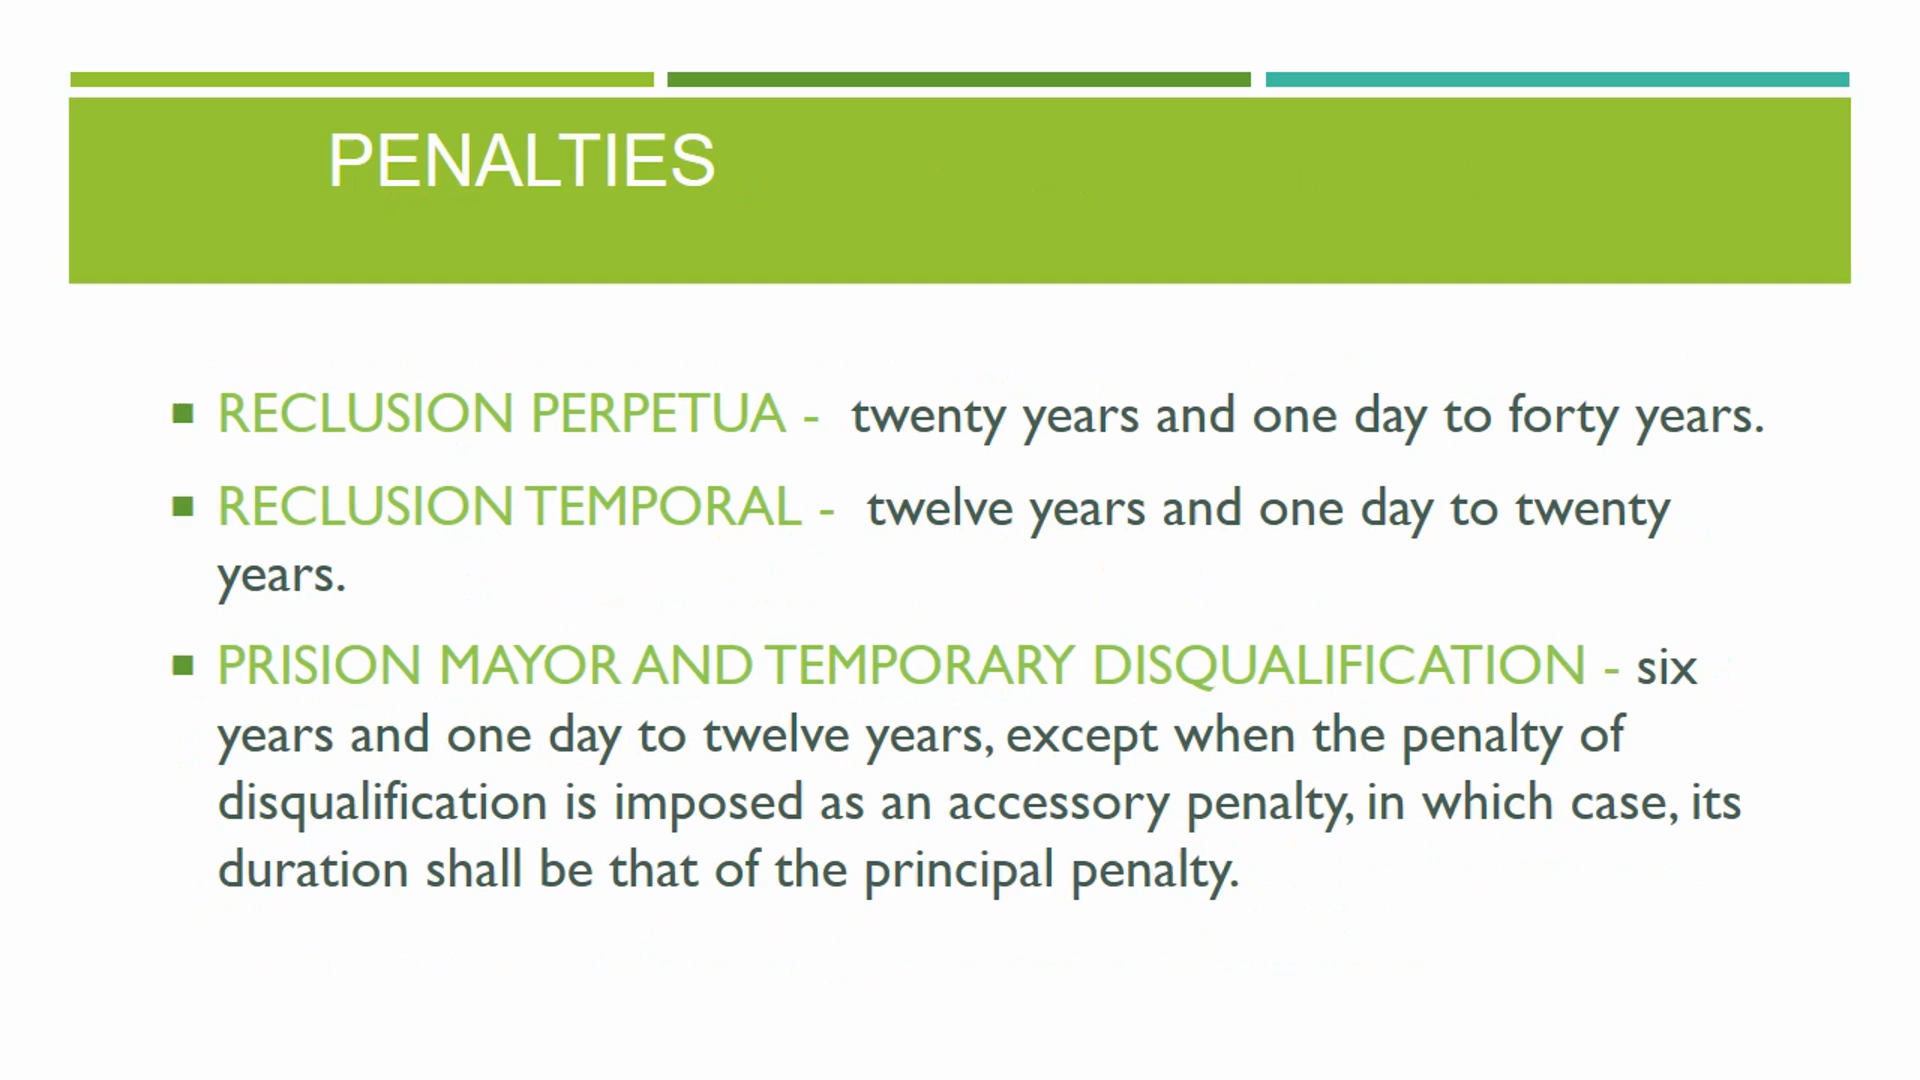 PENALTIES
RECLUSION PERPETUA - twenty years and one day to forty years.
RECLUSION TEMPORAL - twelve years and one day to twenty
years.
PRISION MAYOR AND TEMPORARY DISQUALIFICATION - six
years and one day to twelve years, except when the penalty of
disqualification is imposed as an accessory penalty, in which case, its
duration shall be that of the principal penalty.